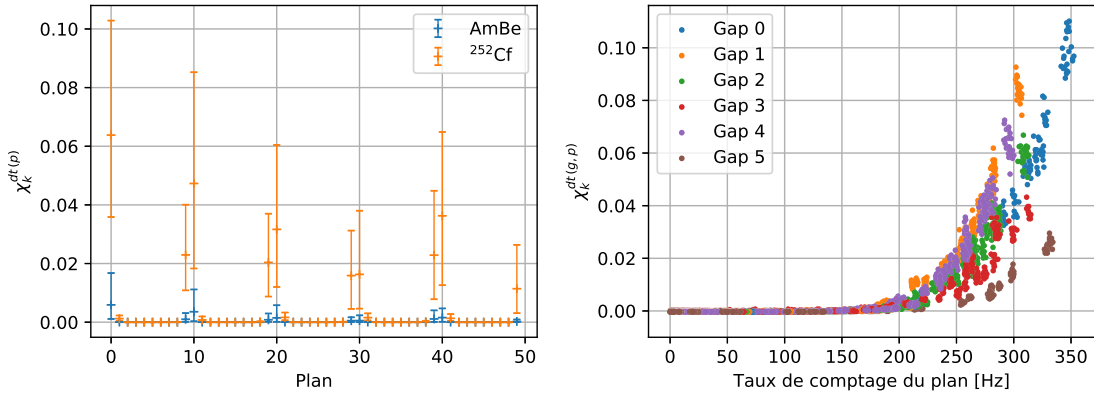 0.10
0.08
0.06
0.04
0.02
0.00
χ_k^{dt(p)}
0 10 20 30 40 50
Plan
AmBe
²⁵²Cf
0.10
0.08
0.06
0.04
0.02
0.00
χ_k^{dt(g,p)}
0 50 100 150 200 250 300 350
Taux de comptage du plan [Hz]
Gap 0
Gap 1
Gap 2
Gap 3
Gap 4
Gap 5